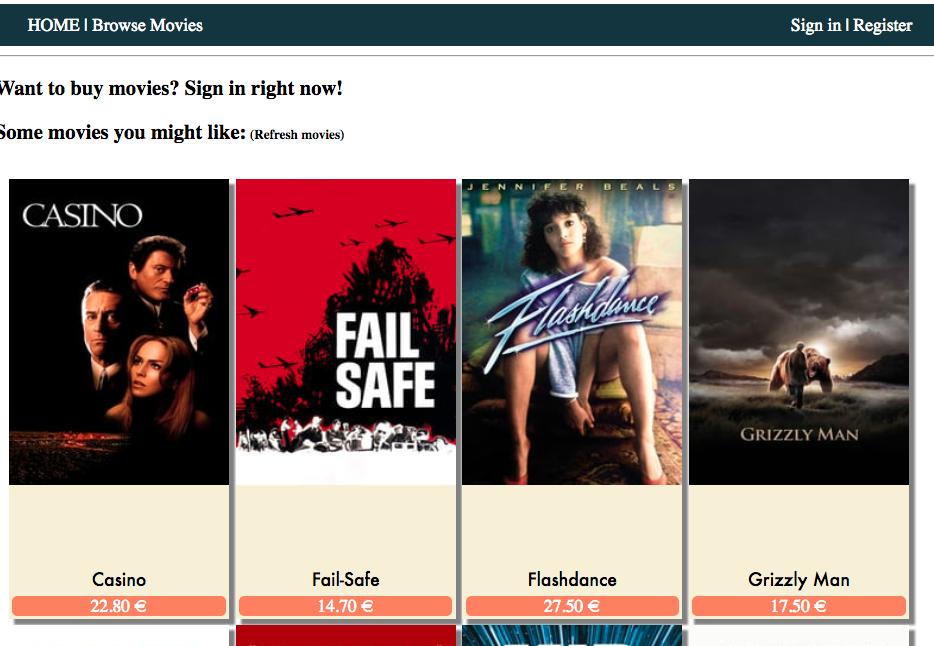 HOME | Browse Movies
Sign in | Register
Want to buy movies? Sign in right now!
Some movies you might like: (Refresh movies)
CASINO
FAIL
SAFE
JENNIFER BEALS
Flashdance
GRIZZLY MAN
Casino
Fail-Safe
Flashdance
Grizzly Man
22.80 €
14.70 €
27.50 €
17.50 €